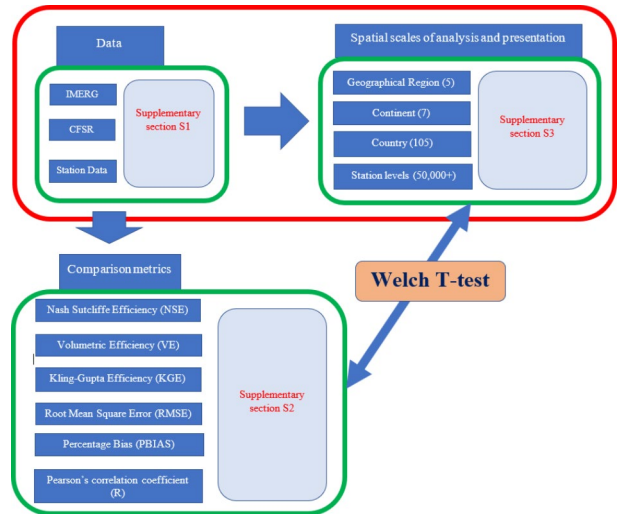 Data
IMERG
CFSR
Station Data
Supplementary
section S1
Spatial scales of analysis and presentation
Geographical Region (5)
Continent (7)
Country (105)
Station levels (50,000+)
Supplementary
section S3
Comparison metrics
Nash Sutcliffe Efficiency (NSE)
Volumetric Efficiency (VE)
Kling-Gupta Efficiency (KGE)
Root Mean Square Error (RMSE)
Percentage Bias (PBIAS)
Pearson´s correlation coefficient
(R)
Supplementary
section S2
Welch T-test